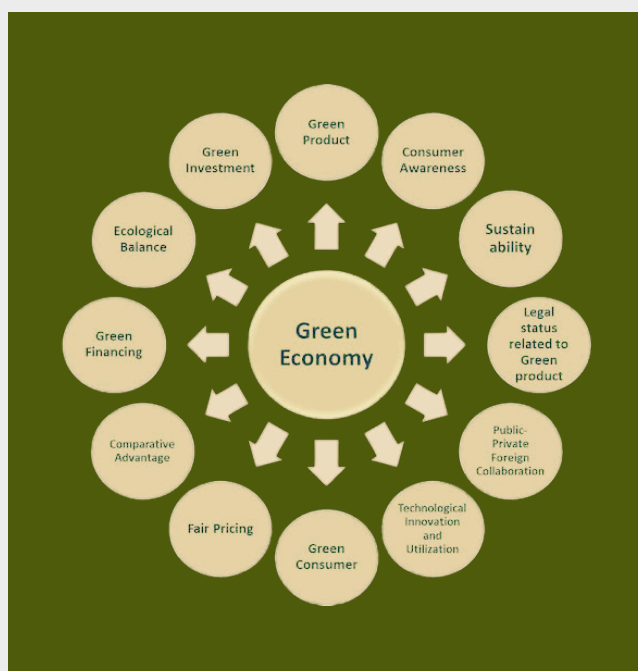 Green
Product
Consumer
Awareness
Sustain
ability
Legal
status
related to
Green
product
Public-
Private
Foreign
Collaboration
Technological
Innovation
and
Utilization
Green
Consumer
Fair Pricing
Comparative
Advantage
Green
Financing
Ecological
Balance
Green
Investment
Green
Economy